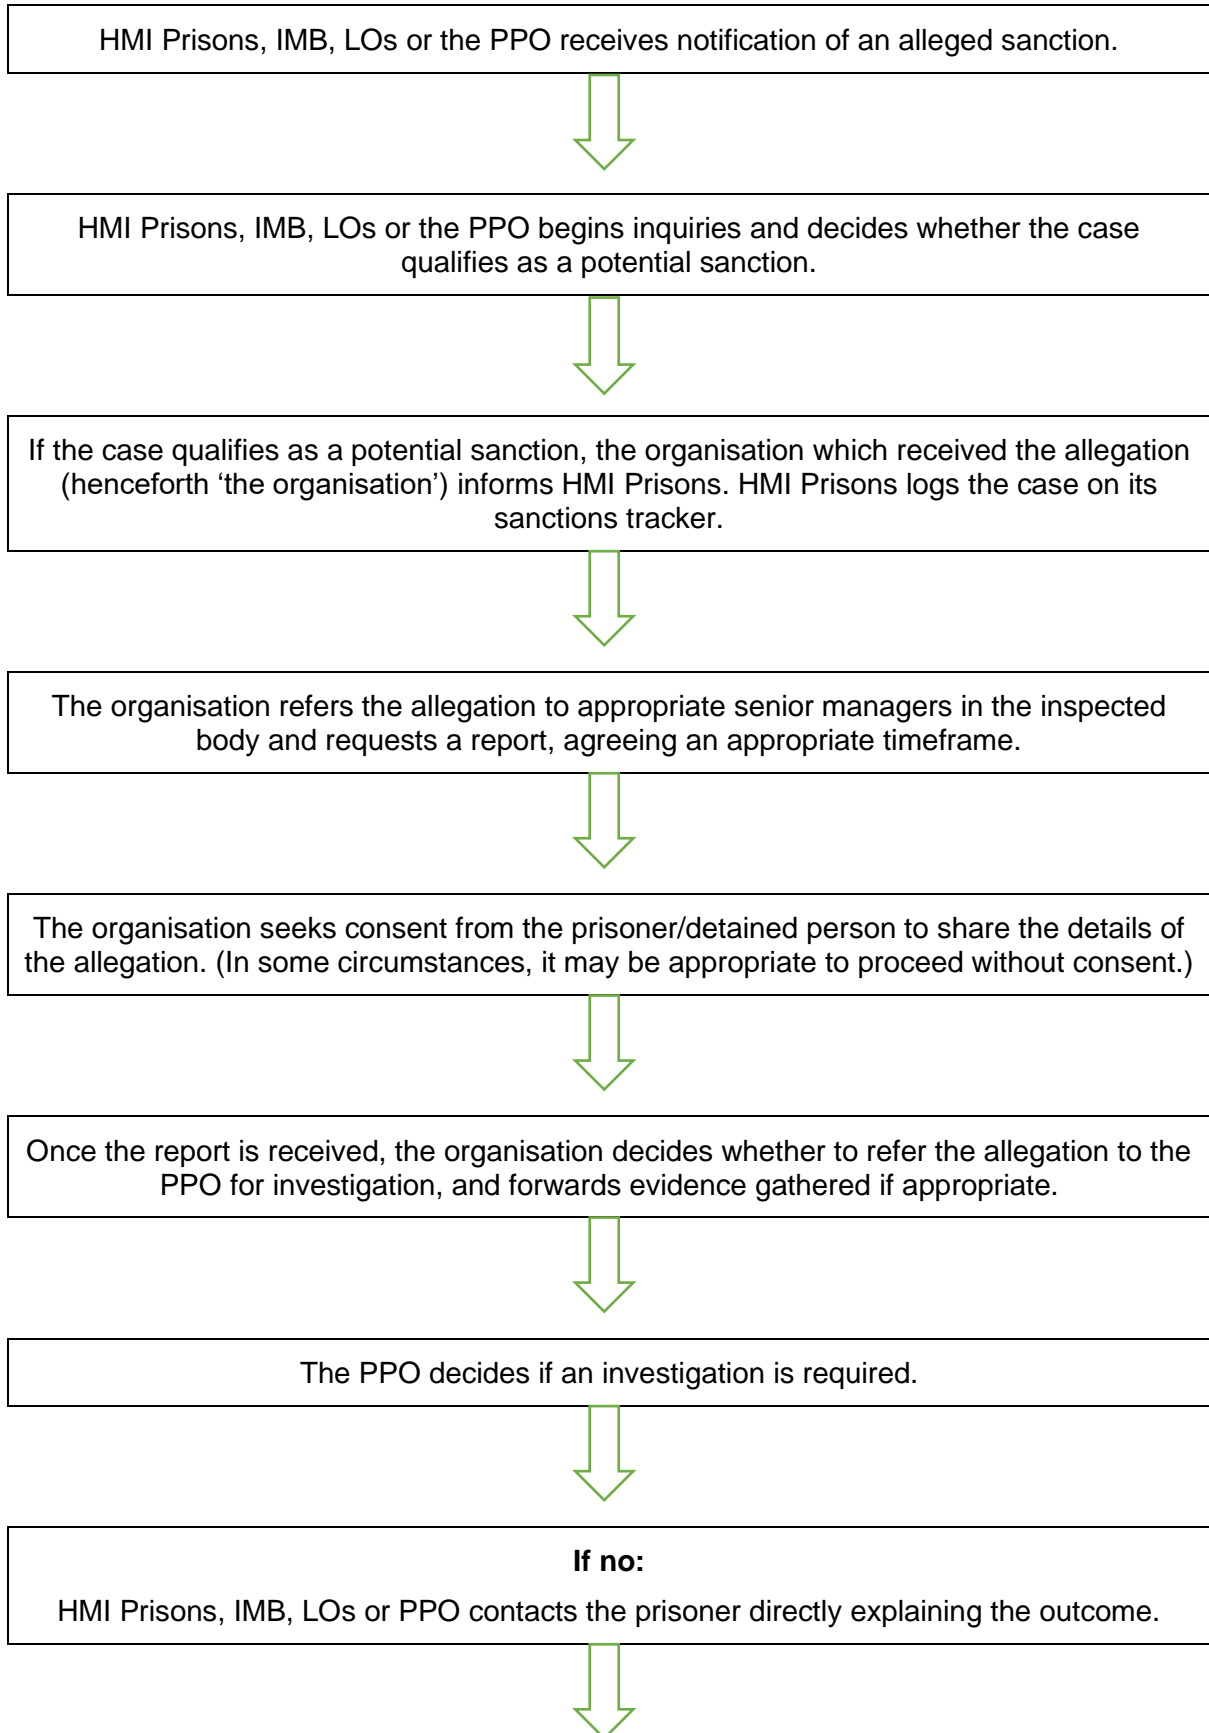 HMI Prisons, IMB, LOs or the PPO receives notification of an alleged sanction.
HMI Prisons, IMB, LOs or the PPO begins inquiries and decides whether the case
qualifies as a potential sanction.
If the case qualifies as a potential sanction, the organisation which received the allegation
(henceforth ‘the organisation’) informs HMI Prisons. HMI Prisons logs the case on its
sanctions tracker.
The organisation refers the allegation to appropriate senior managers in the inspected
body and requests a report, agreeing an appropriate timeframe.
The organisation seeks consent from the prisoner/detained person to share the details of
the allegation. (In some circumstances, it may be appropriate to proceed without consent.)
Once the report is received, the organisation decides whether to refer the allegation to the
PPO for investigation, and forwards evidence gathered if appropriate.
The PPO decides if an investigation is required.
If no:
HMI Prisons, IMB, LOs or PPO contacts the prisoner directly explaining the outcome.